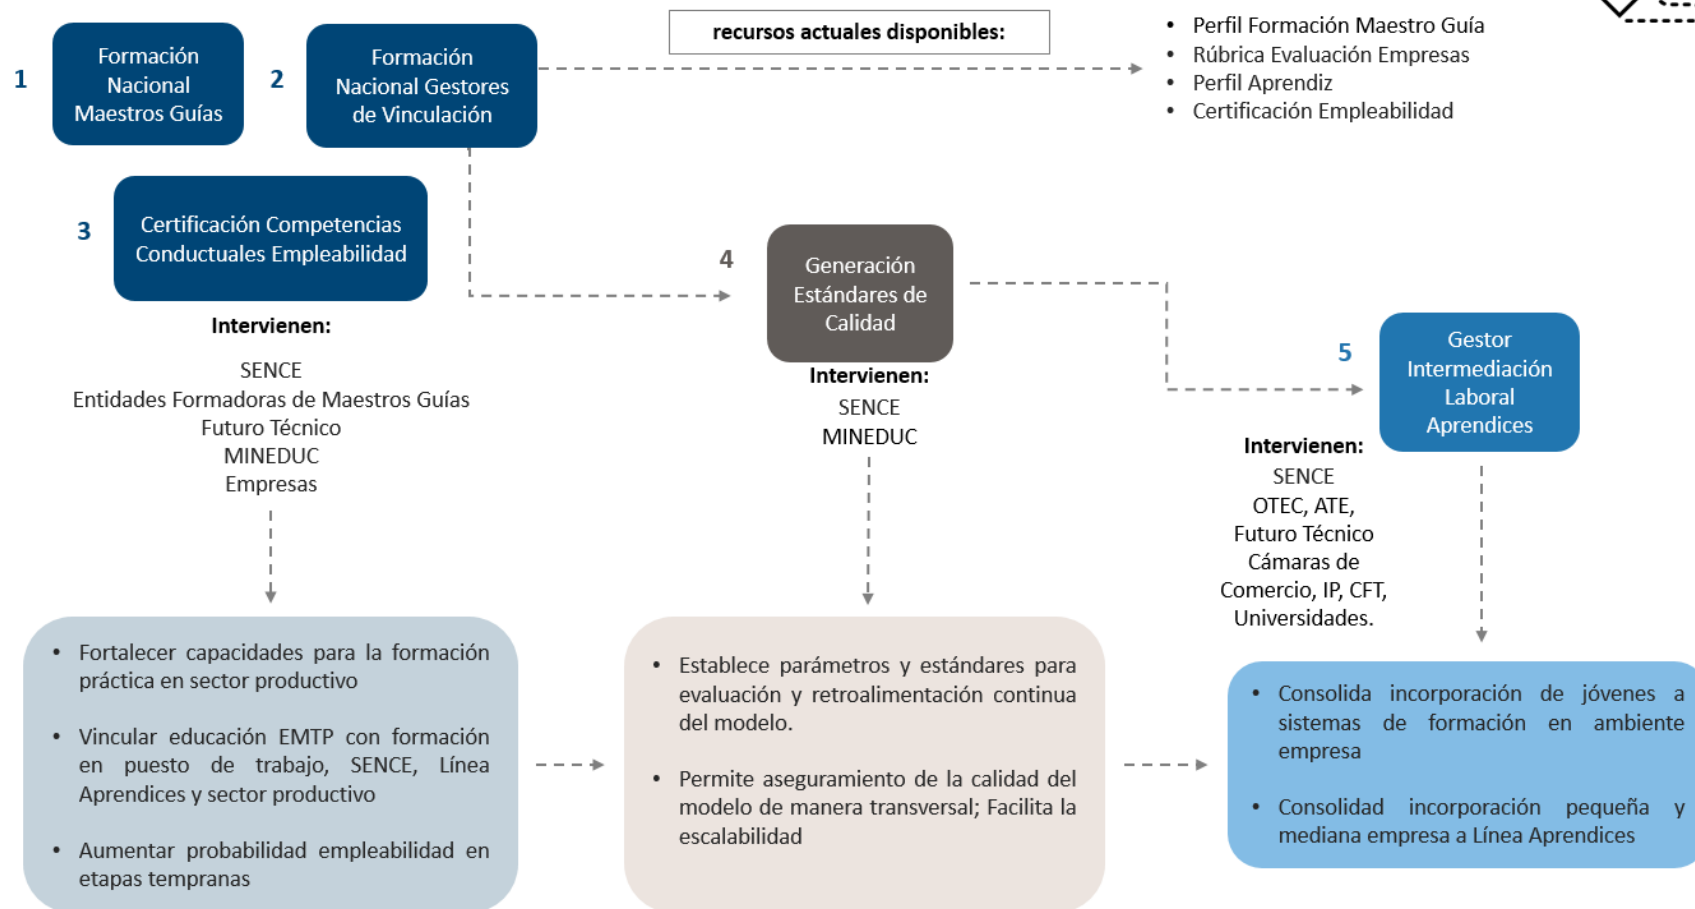 1
Formación
Nacional
Maestros Guías
2
Formación
Nacional Gestores
de Vinculación
recursos actuales disponibles:
• Perfil Formación Maestro Guía
• Rúbrica Evaluación Empresas
• Perfil Aprendiz
• Certificación Empleabilidad
3
Certificación Competencias
Conductuales Empleabilidad
Intervienen:
SENCE
Entidades Formadoras de Maestros Guías
Futuro Técnico
MINEDUC
Empresas
4
Generación
Estándares de
Calidad
Intervienen:
SENCE
MINEDUC
5
Gestor
Intermediación
Laboral
Aprendices
Intervienen:
SENCE
OTEC, ATE,
Futuro Técnico
Cámaras de
Comercio, IP, CFT,
Universidades.
• Fortalecer capacidades para la formación
práctica en sector productivo
• Vincular educación EMTP con formación
en puesto de trabajo, SENCE, Línea
Aprendices y sector productivo
• Aumentar probabilidad empleabilidad en
etapas tempranas
• Establece parámetros y estándares para
evaluación y retroalimentación continua
del modelo.
• Permite aseguramiento de la calidad del
modelo de manera transversal; Facilita la
escalabilidad
• Consolida incorporación de jóvenes a
sistemas de formación en ambiente
empresa
• Consolidad incorporación pequeña y
mediana empresa a Línea Aprendices